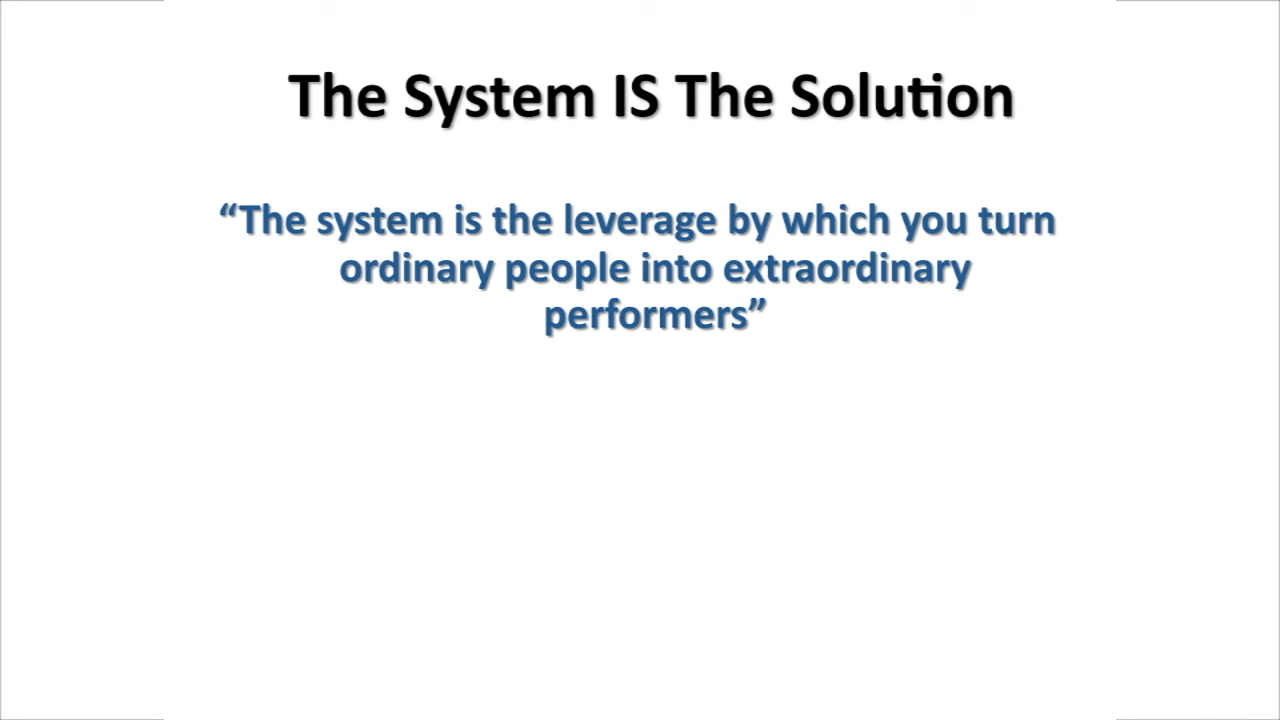 The System IS The Solution
“The system is the leverage by which you turn
ordinary people into extraordinary
performers”